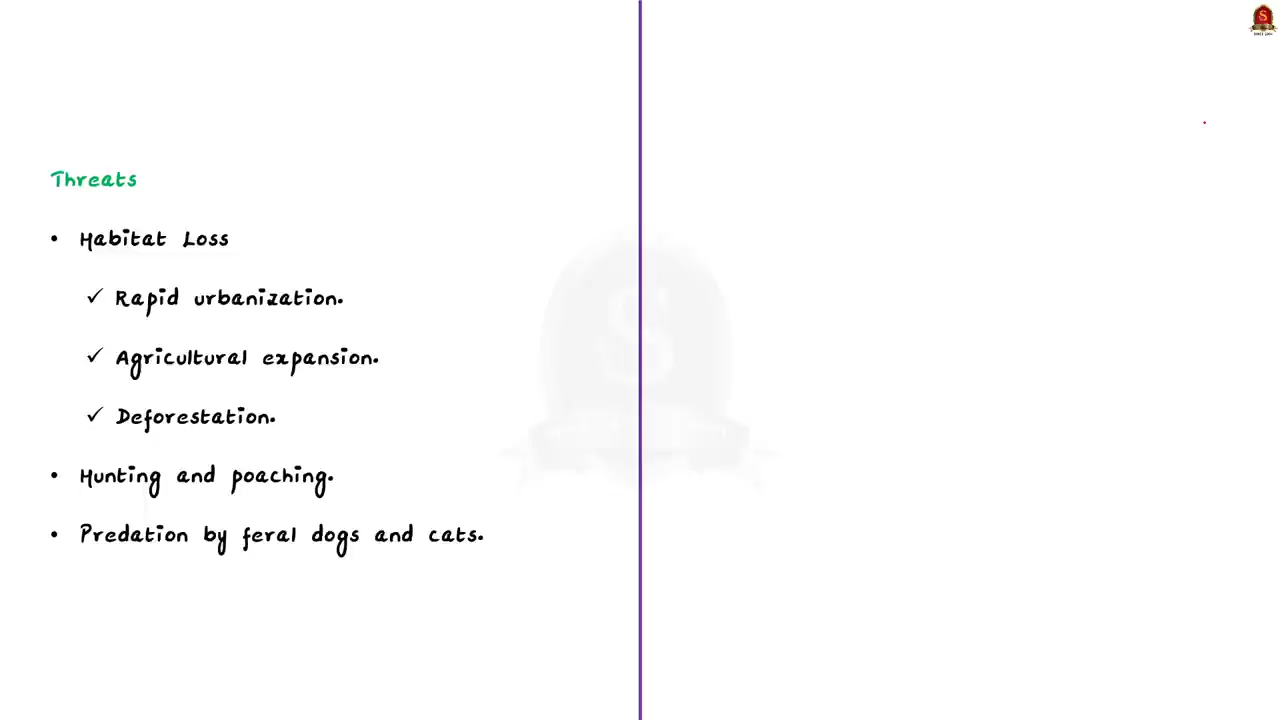 Threats
• Habitat Loss
✓ Rapid urbanization.
✓ Agricultural expansion.
✓ Deforestation.
• Hunting and poaching.
• Predation by feral dogs and cats.
S